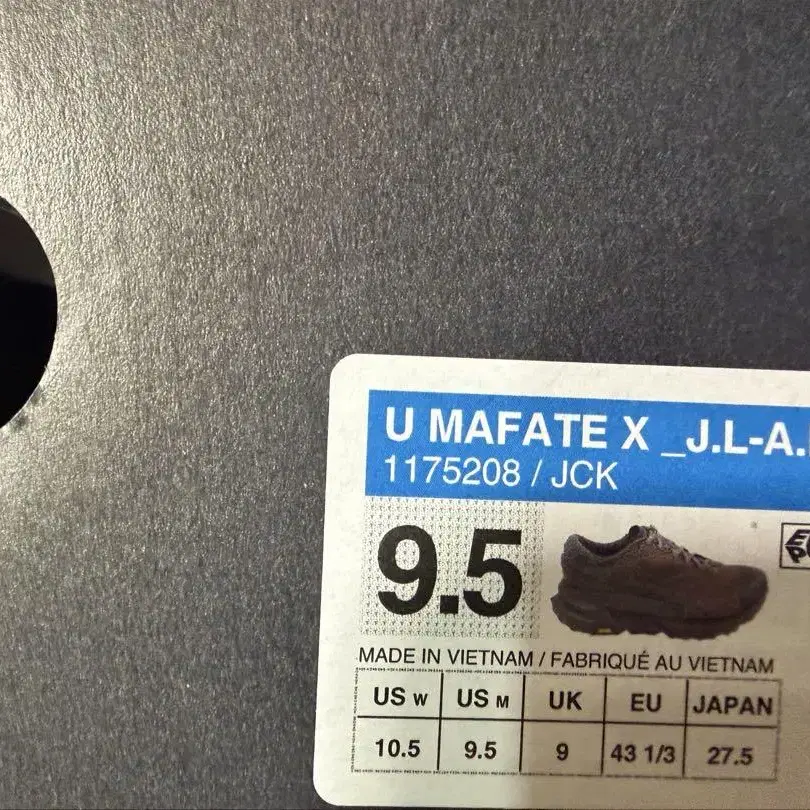 U MAFATE X _J.L-A.
1175208 / JCK
9.5
MADE IN VIETNAM / FABRIQUÉ AU VIETNAM
US W US M UK EU JAPAN
10.5 9.5 9 43 1/3 27.5